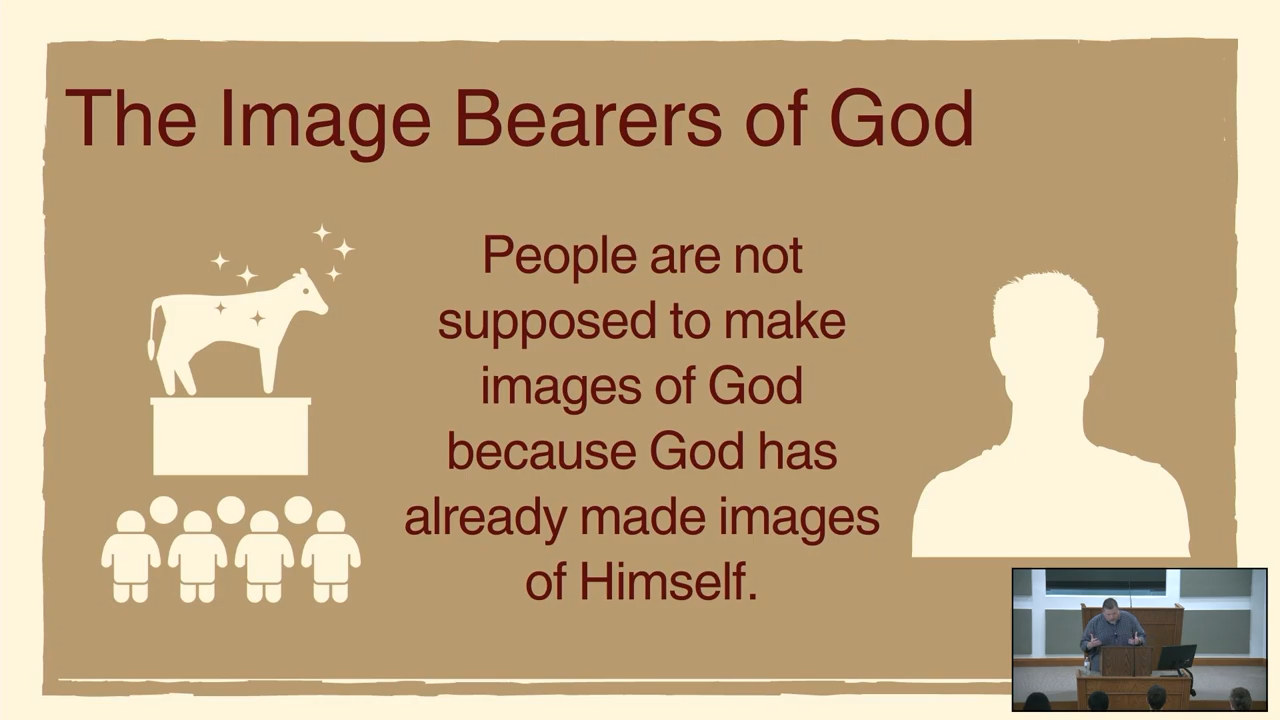 The Image Bearers of God
People are not
supposed to make
images of God
because God has
already made images
of Himself.